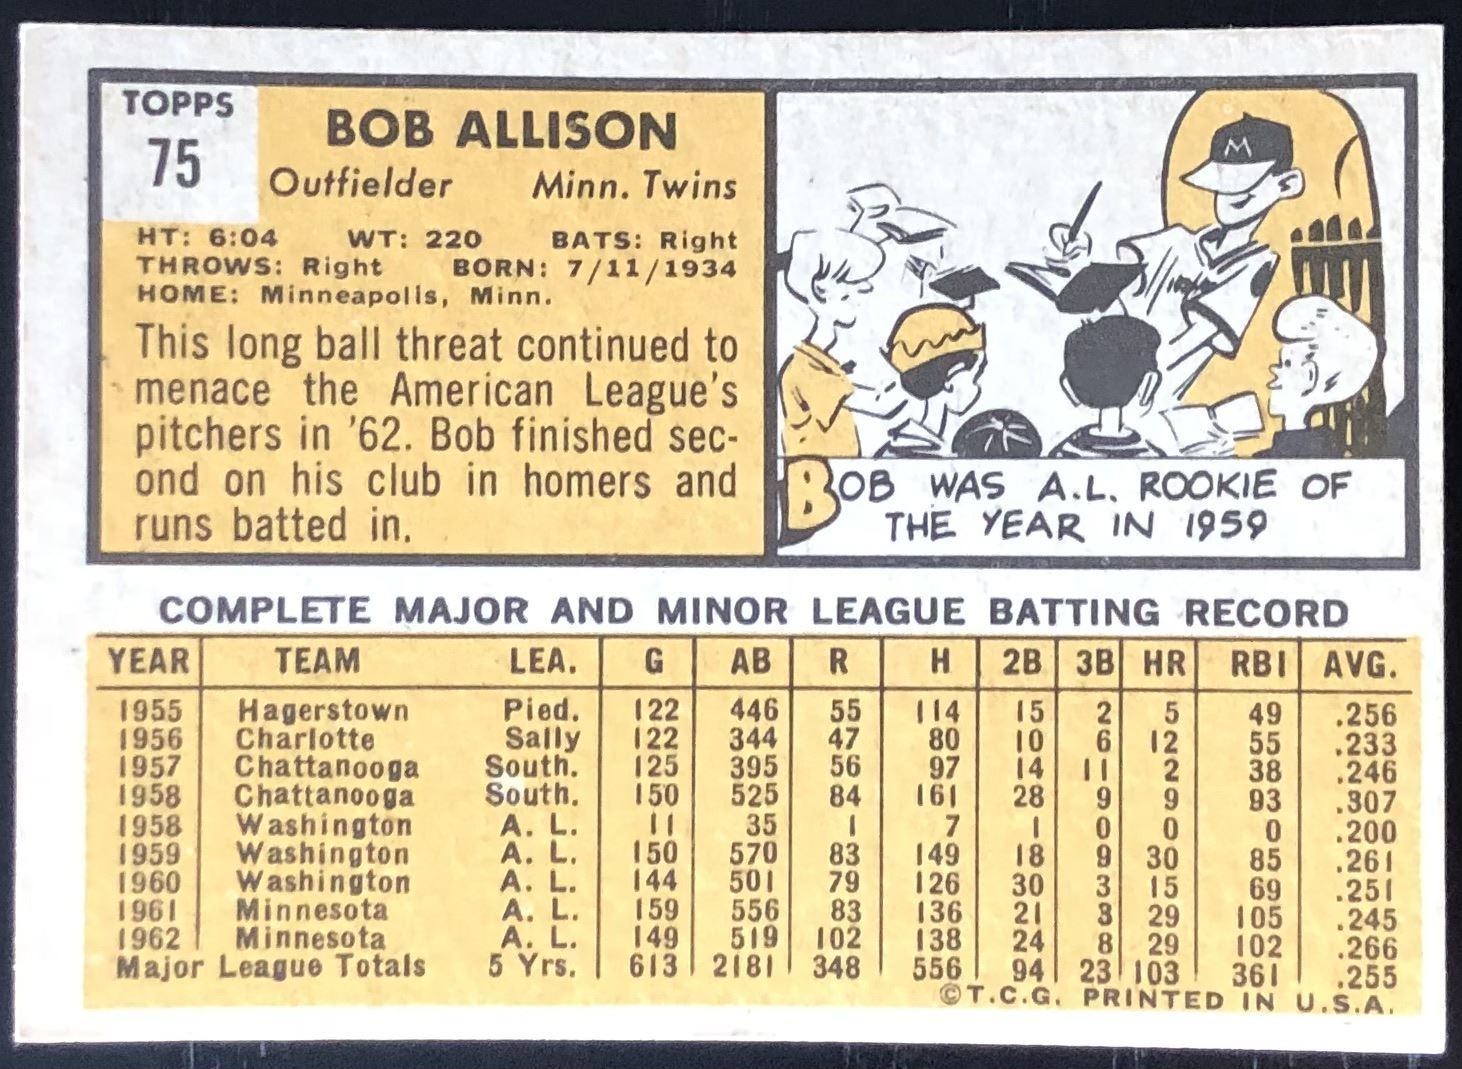 TOPPS
75
BOB ALLISON
Outfielder Minn. Twins
HT: 6:04 WT: 220 BATS: Right
THROWS: Right BORN: 7/11/1934
HOME: Minneapolis, Minn.
This long ball threat continued to
menace the American League's
pitchers in '62. Bob finished sec-
ond on his club in homers and
runs batted in.
M
BOB WAS A.L. ROOKIE OF
THE YEAR IN 1959
COMPLETE MAJOR AND MINOR LEAGUE BATTING RECORD
YEAR TEAM LEA. G AB R H 2B 3B HR RBI AVG.
1955 Hagerstown Pied. 122 446 55 114 15 2 5 49 .256
1956 Charlotte Sally 122 344 47 80 10 6 12 55 .233
1957 Chattanooga South. 125 395 56 97 14 11 2 38 .246
1958 Chattanooga South. 150 525 84 161 28 9 9 93 .307
1958 Washington A. L. 11 35 1 7 1 0 0 0 .200
1959 Washington A. L. 150 570 83 149 18 9 30 85 .261
1960 Washington A. L. 144 501 79 126 30 3 15 69 .251
1961 Minnesota A. L. 159 556 83 136 21 3 29 105 .245
1962 Minnesota A. L. 149 519 102 138 24 8 29 102 .266
Major League Totals 5 Yrs. 613 2181 348 556 94 23 103 361 .255
©T.C.G. PRINTED IN U.S.A.